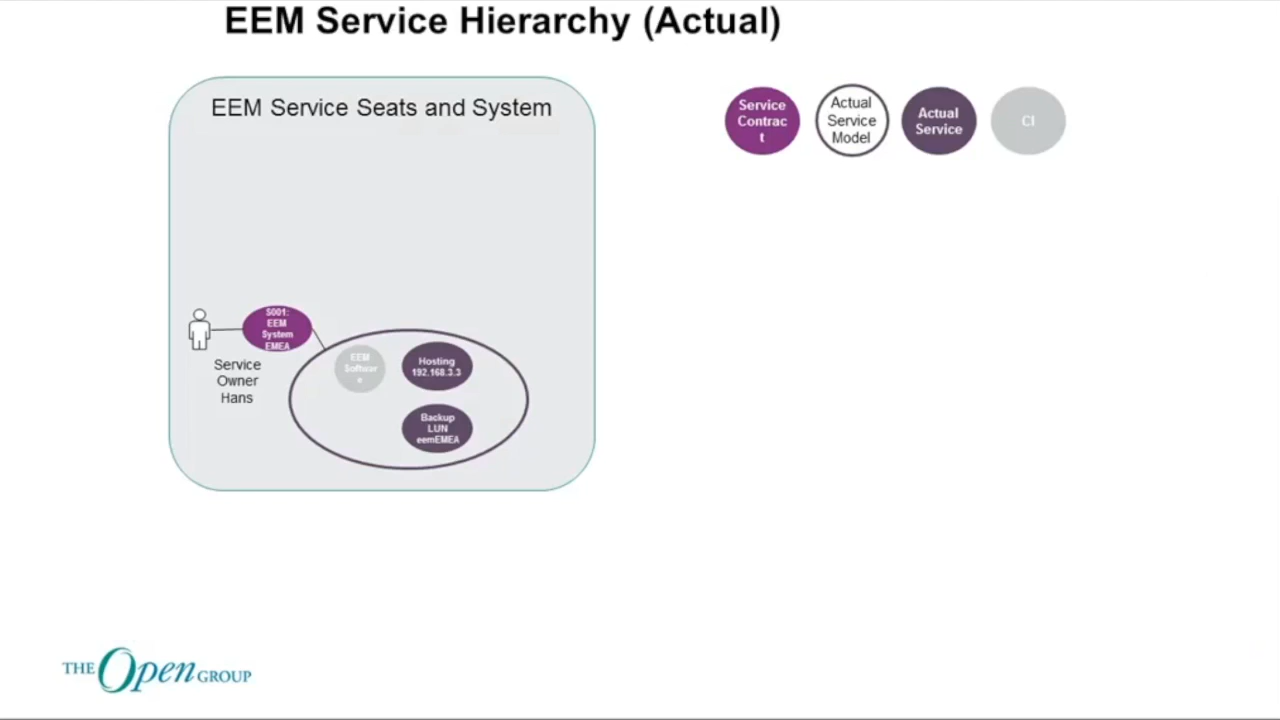 EEM Service Hierarchy (Actual)
EEM Service Seats and System
Service
Contrac
t
Actual
Service
Model
Actual
Service
CI
S001:
EEM
System
EMEA
Service
Owner
Hans
EEM
Softwar
e
Hosting
192.168.3.3
Backup
LUN
eemEMEA
THE Open GROUP